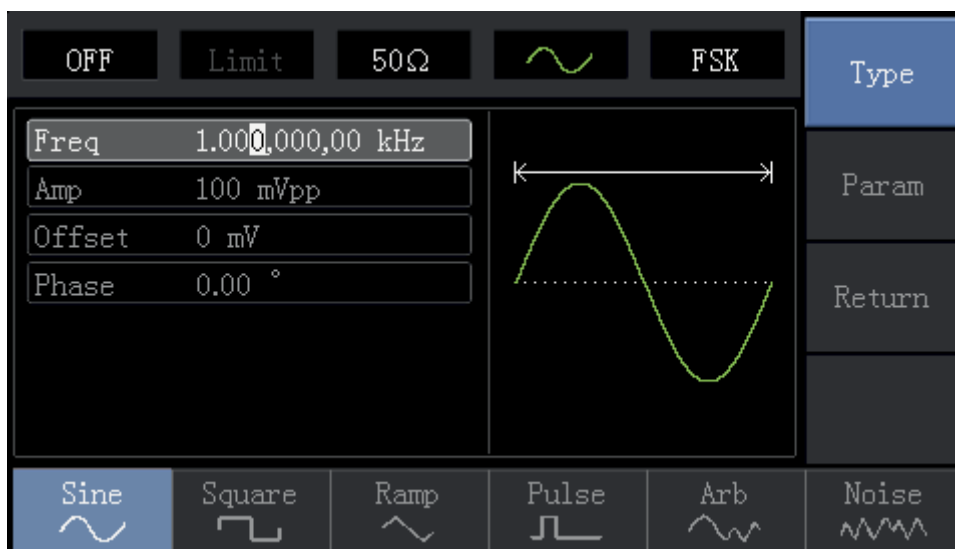 OFF Limit 50Ω FSK
Type
Freq 1.000,000,00 kHz
Amp 100 mVpp
Offset 0 mV
Phase 0.00 °
Param
Return
Sine Square Ramp Pulse Arb Noise